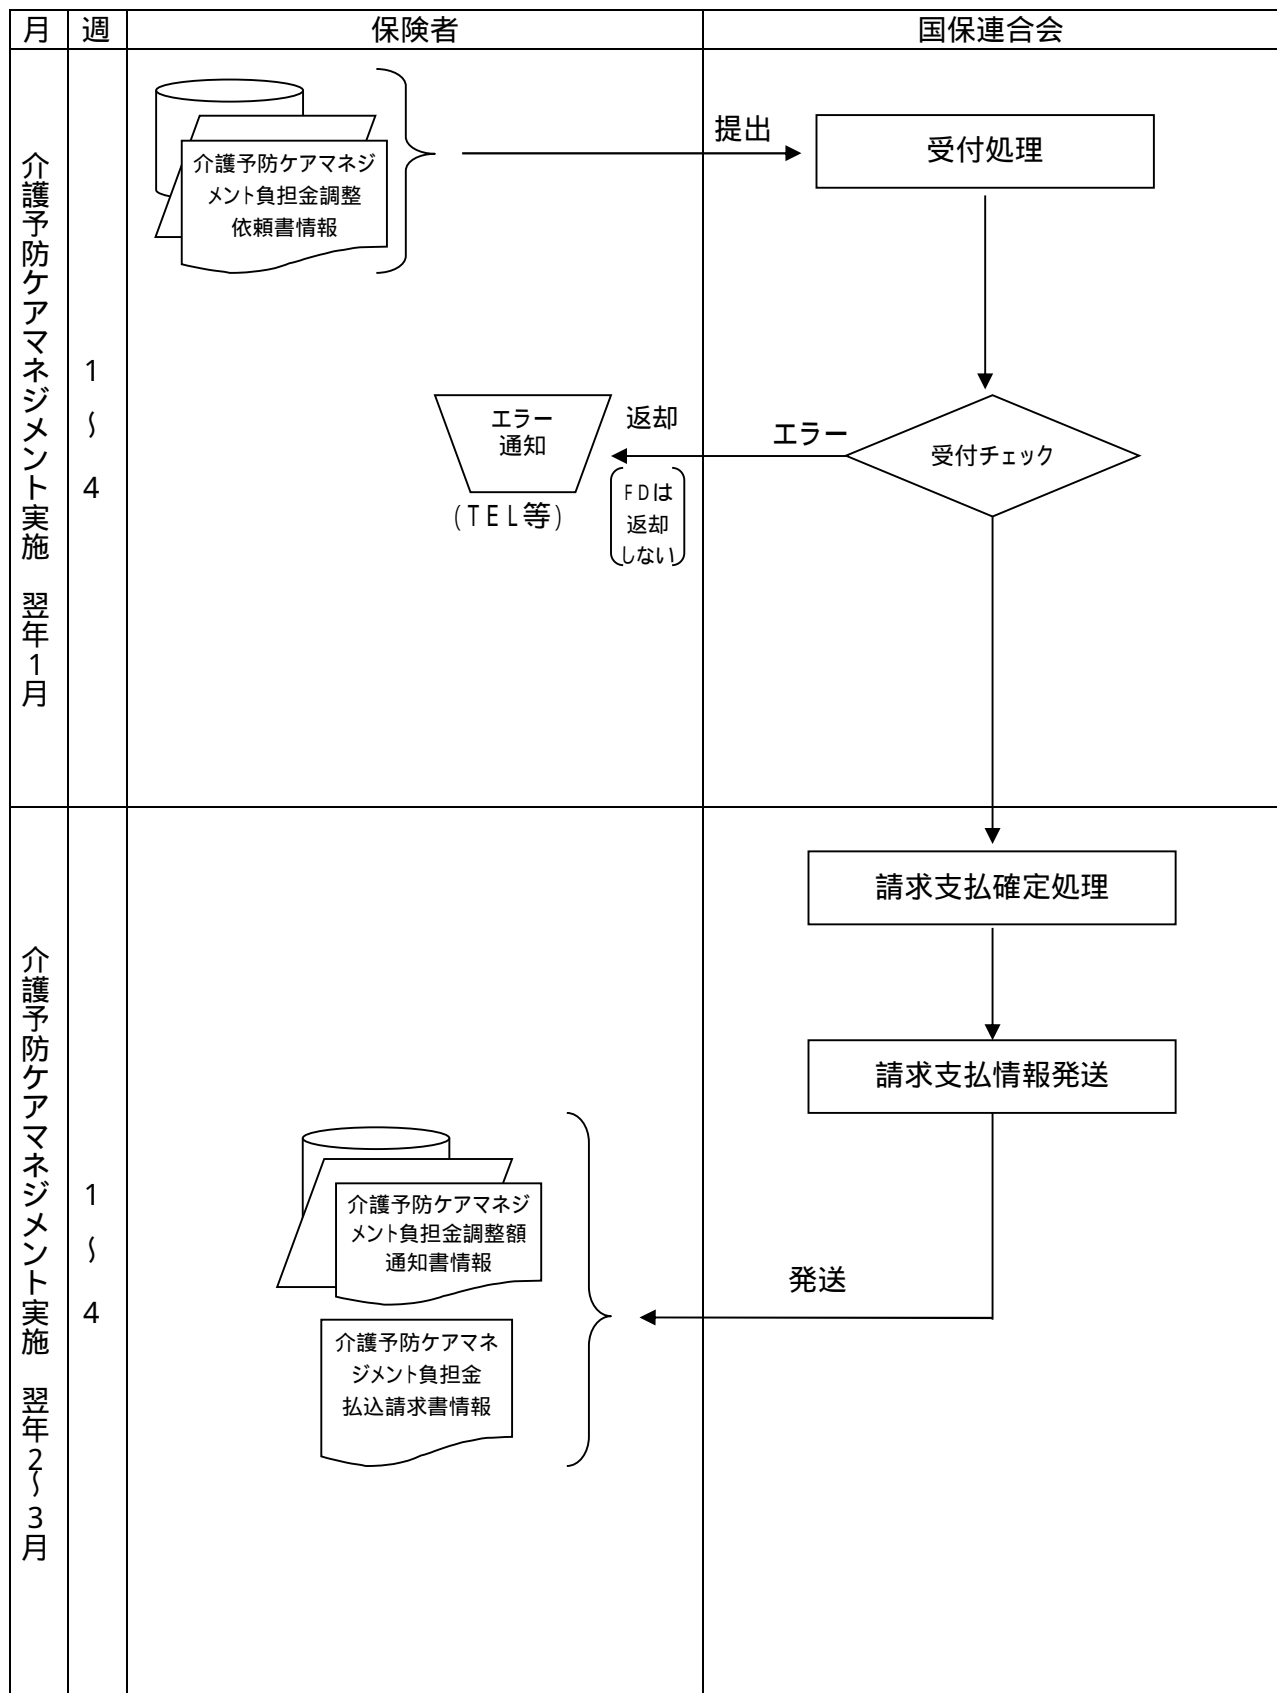 月 週 保険者 国保連合会
介護予防ケアマネジメント実施　翌年1月
1
〜
4
介護予防ケアマネジ
メント負担金調整
依頼書情報
提出
受付処理
エラー
通知
(TEL等)
返却
FDは
返却
しない
エラー
受付チェック
介護予防ケアマネジメント実施　翌年2〜3月
1
〜
4
請求支払確定処理
請求支払情報発送
介護予防ケアマネジ
メント負担金調整額
通知書情報
発送
介護予防ケアマネ
ジメント負担金
払込請求書情報